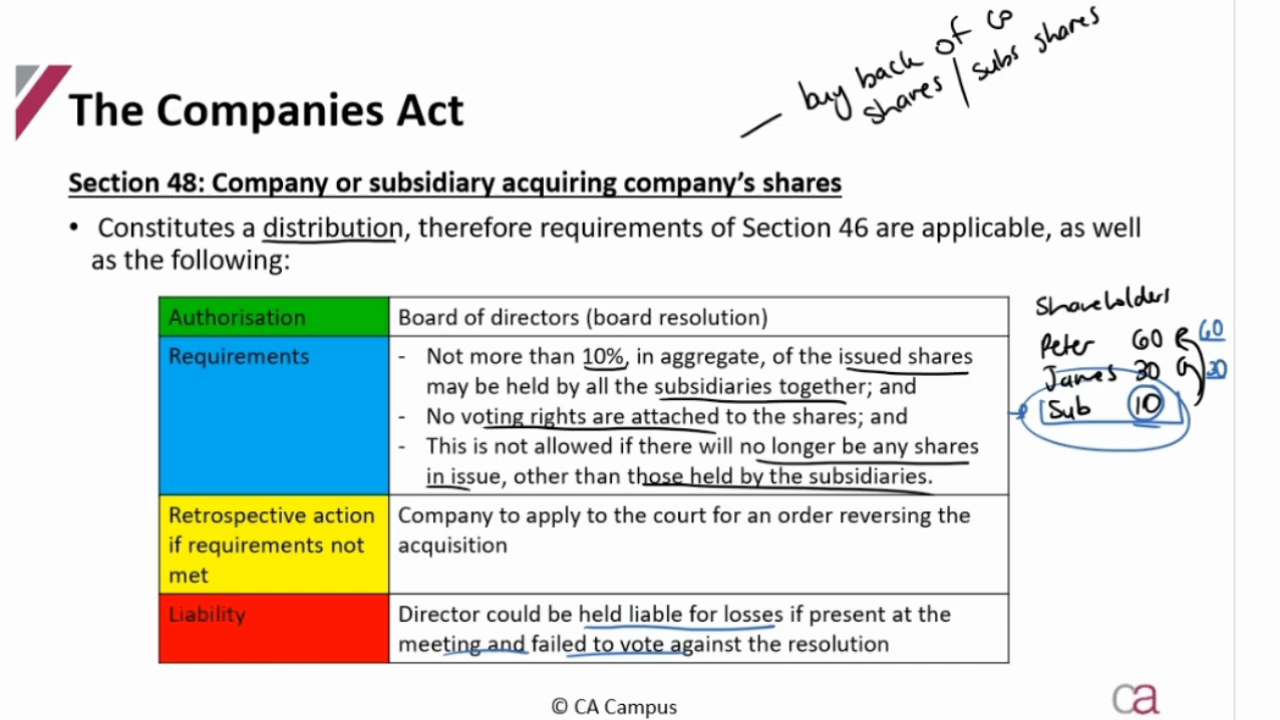 buy back of co
shares / subs shares
The Companies Act
Section 48: Company or subsidiary acquiring company's shares
• Constitutes a distribution, therefore requirements of Section 46 are applicable, as well
as the following:
Authorisation
Board of directors (board resolution)
Requirements
- Not more than 10%, in aggregate, of the issued shares
may be held by all the subsidiaries together; and
- No voting rights are attached to the shares; and
- This is not allowed if there will no longer be any shares
in issue, other than those held by the subsidiaries.
Retrospective action
if requirements not
met
Company to apply to the court for an order reversing the
acquisition
Liability
Director could be held liable for losses if present at the
meeting and failed to vote against the resolution
Shareholders
Peter 60 60
James 30 30
Sub 10
© CA Campus
ca